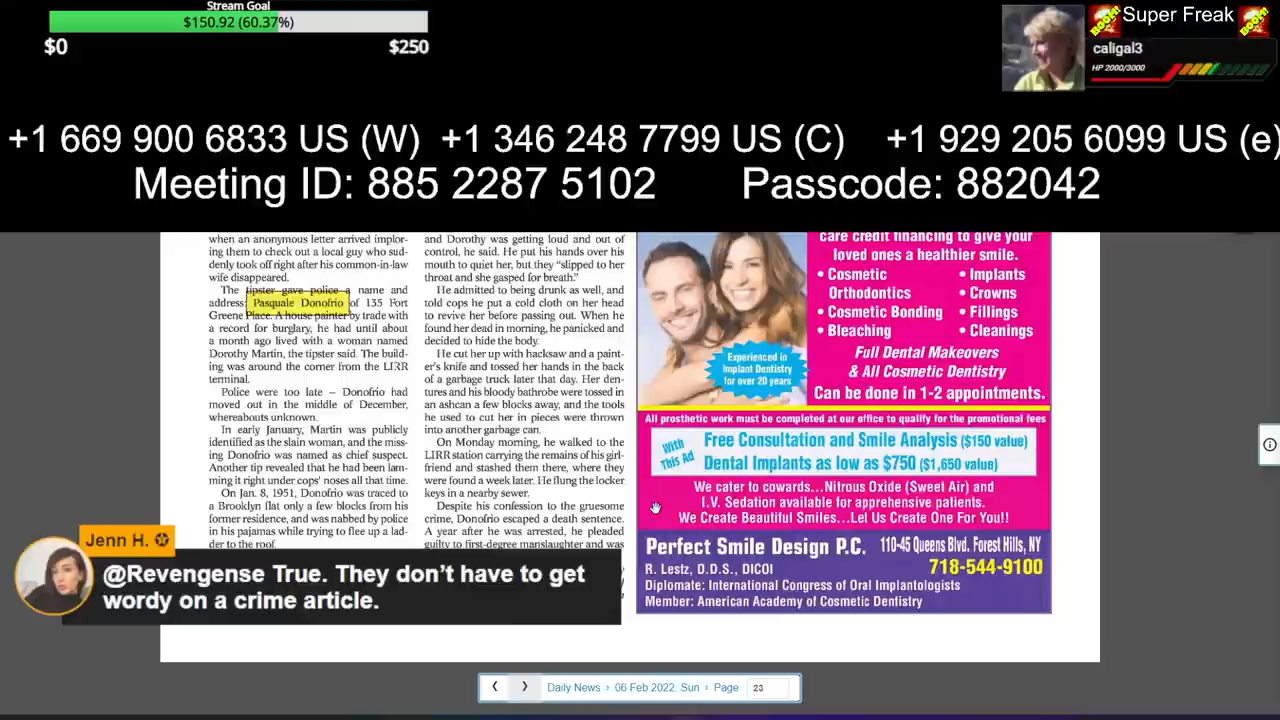 Stream Goal
$150.92 (60.37%)
$0
$250
Super Freak
caligal3
HP 2000/3000
+1 669 900 6833 US (W) +1 346 248 7799 US (C) +1 929 205 6099 US (e)
Meeting ID: 885 2287 5102 Passcode: 882042
when an anonymous letter arrived implor-
ing them to check out a local guy who sud-
denly took off right after his common-in-law
wife disappeared.
The tipster gave police a name and
address: Pasquale Donofrio of 135 Fort
Greene Place. A house painter by trade with
a record for burglary, he had until about
a month ago lived with a woman named
Dorothy Martin, the tipster said. The build-
ing was around the corner from the LIRR
terminal.
Police were too late – Donofrio had
moved out in the middle of December,
whereabouts unknown.
In early January, Martin was publicly
identified as the slain woman, and the miss-
ing Donofrio was named as chief suspect.
Another tip revealed that he had been lam-
ming it right under cops' noses all that time.
On Jan. 8, 1951, Donofrio was traced to
a Brooklyn flat only a few blocks from his
former residence, and was nabbed by police
in his pajamas while trying to flee up a lad-
der to the roof.
and Dorothy was getting loud and out of
control, he said. He put his hands over his
mouth to quiet her, but they "slipped to her
throat and she gasped for breath."
He admitted to being drunk as well, and
told cops he put a cold cloth on her head
to revive her before passing out. When he
found her dead in morning, he panicked and
decided to hide the body.
He cut her up with hacksaw and a paint-
er's knife and tossed her hands in the back
of a garbage truck later that day. Her den-
tures and his bloody bathrobe were tossed in
an ashcan a few blocks away, and the tools
he used to cut her in pieces were thrown
into another garbage can.
On Monday morning, he walked to the
LIRR station carrying the remains of his girl-
friend and stashed them there, where they
were found a week later. He flung the locker
keys in a nearby sewer.
Despite his confession to the gruesome
crime, Donofrio escaped a death sentence.
A year after he was arrested, he pleaded
guilty to first-degree manslaughter and was
care credit financing to give your
loved ones a healthier smile.
• Cosmetic
Orthodontics
• Cosmetic Bonding
• Bleaching
• Implants
• Crowns
• Fillings
• Cleanings
Full Dental Makeovers
& All Cosmetic Dentistry
Can be done in 1-2 appointments.
Experienced in
Implant Dentistry
for over 20 years
All prosthetic work must be completed at our office to qualify for the promotional fees
With
This Ad
Free Consultation and Smile Analysis ($150 value)
Dental Implants as low as $750 ($1,650 value)
We cater to cowards...Nitrous Oxide (Sweet Air) and
I.V. Sedation available for apprehensive patients.
We Create Beautiful Smiles...Let Us Create One For You!!
Perfect Smile Design P.C. 110-45 Queens Blvd. Forest Hills, NY
R. Lestz, D.D.S., DICOI 718-544-9100
Diplomate: International Congress of Oral Implantologists
Member: American Academy of Cosmetic Dentistry
Jenn H.
@Revengense True. They don't have to get
wordy on a crime article.
Daily News › 06 Feb 2022, Sun › Page 23